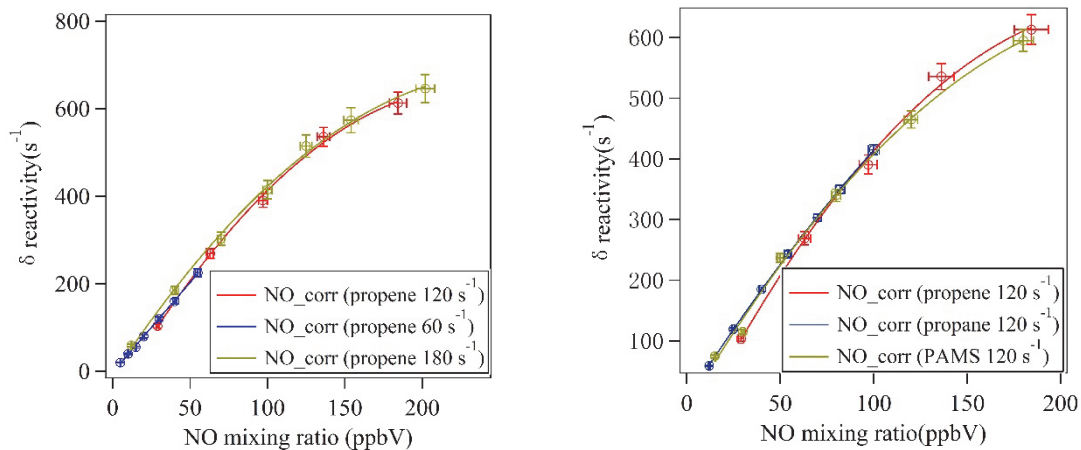 800
600
400
200
0
δ reactivity(s⁻¹)
NO_corr (propene 120 s⁻¹)
NO_corr (propene 60 s⁻¹)
NO_corr (propene 180 s⁻¹)
0 50 100 150 200
NO mixing ratio (ppbV)
600
500
400
300
200
100
δ reactivity(s⁻¹)
NO_corr (propene 120 s⁻¹)
NO_corr (propane 120 s⁻¹)
NO_corr (PAMS 120 s⁻¹)
0 50 100 150 200
NO mixing ratio(ppbV)